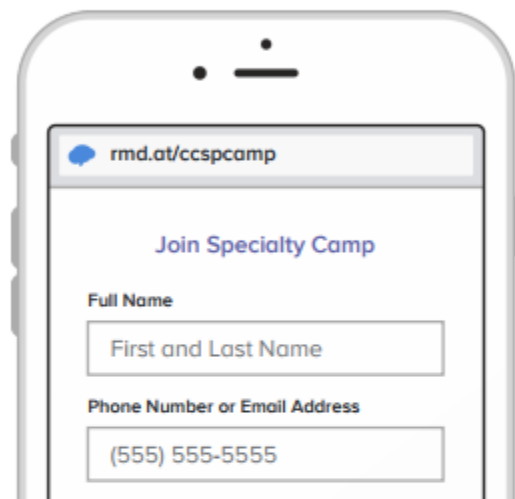 rmd.at/ccspcamp
Join Specialty Camp
Full Name
First and Last Name
Phone Number or Email Address
(555) 555-5555